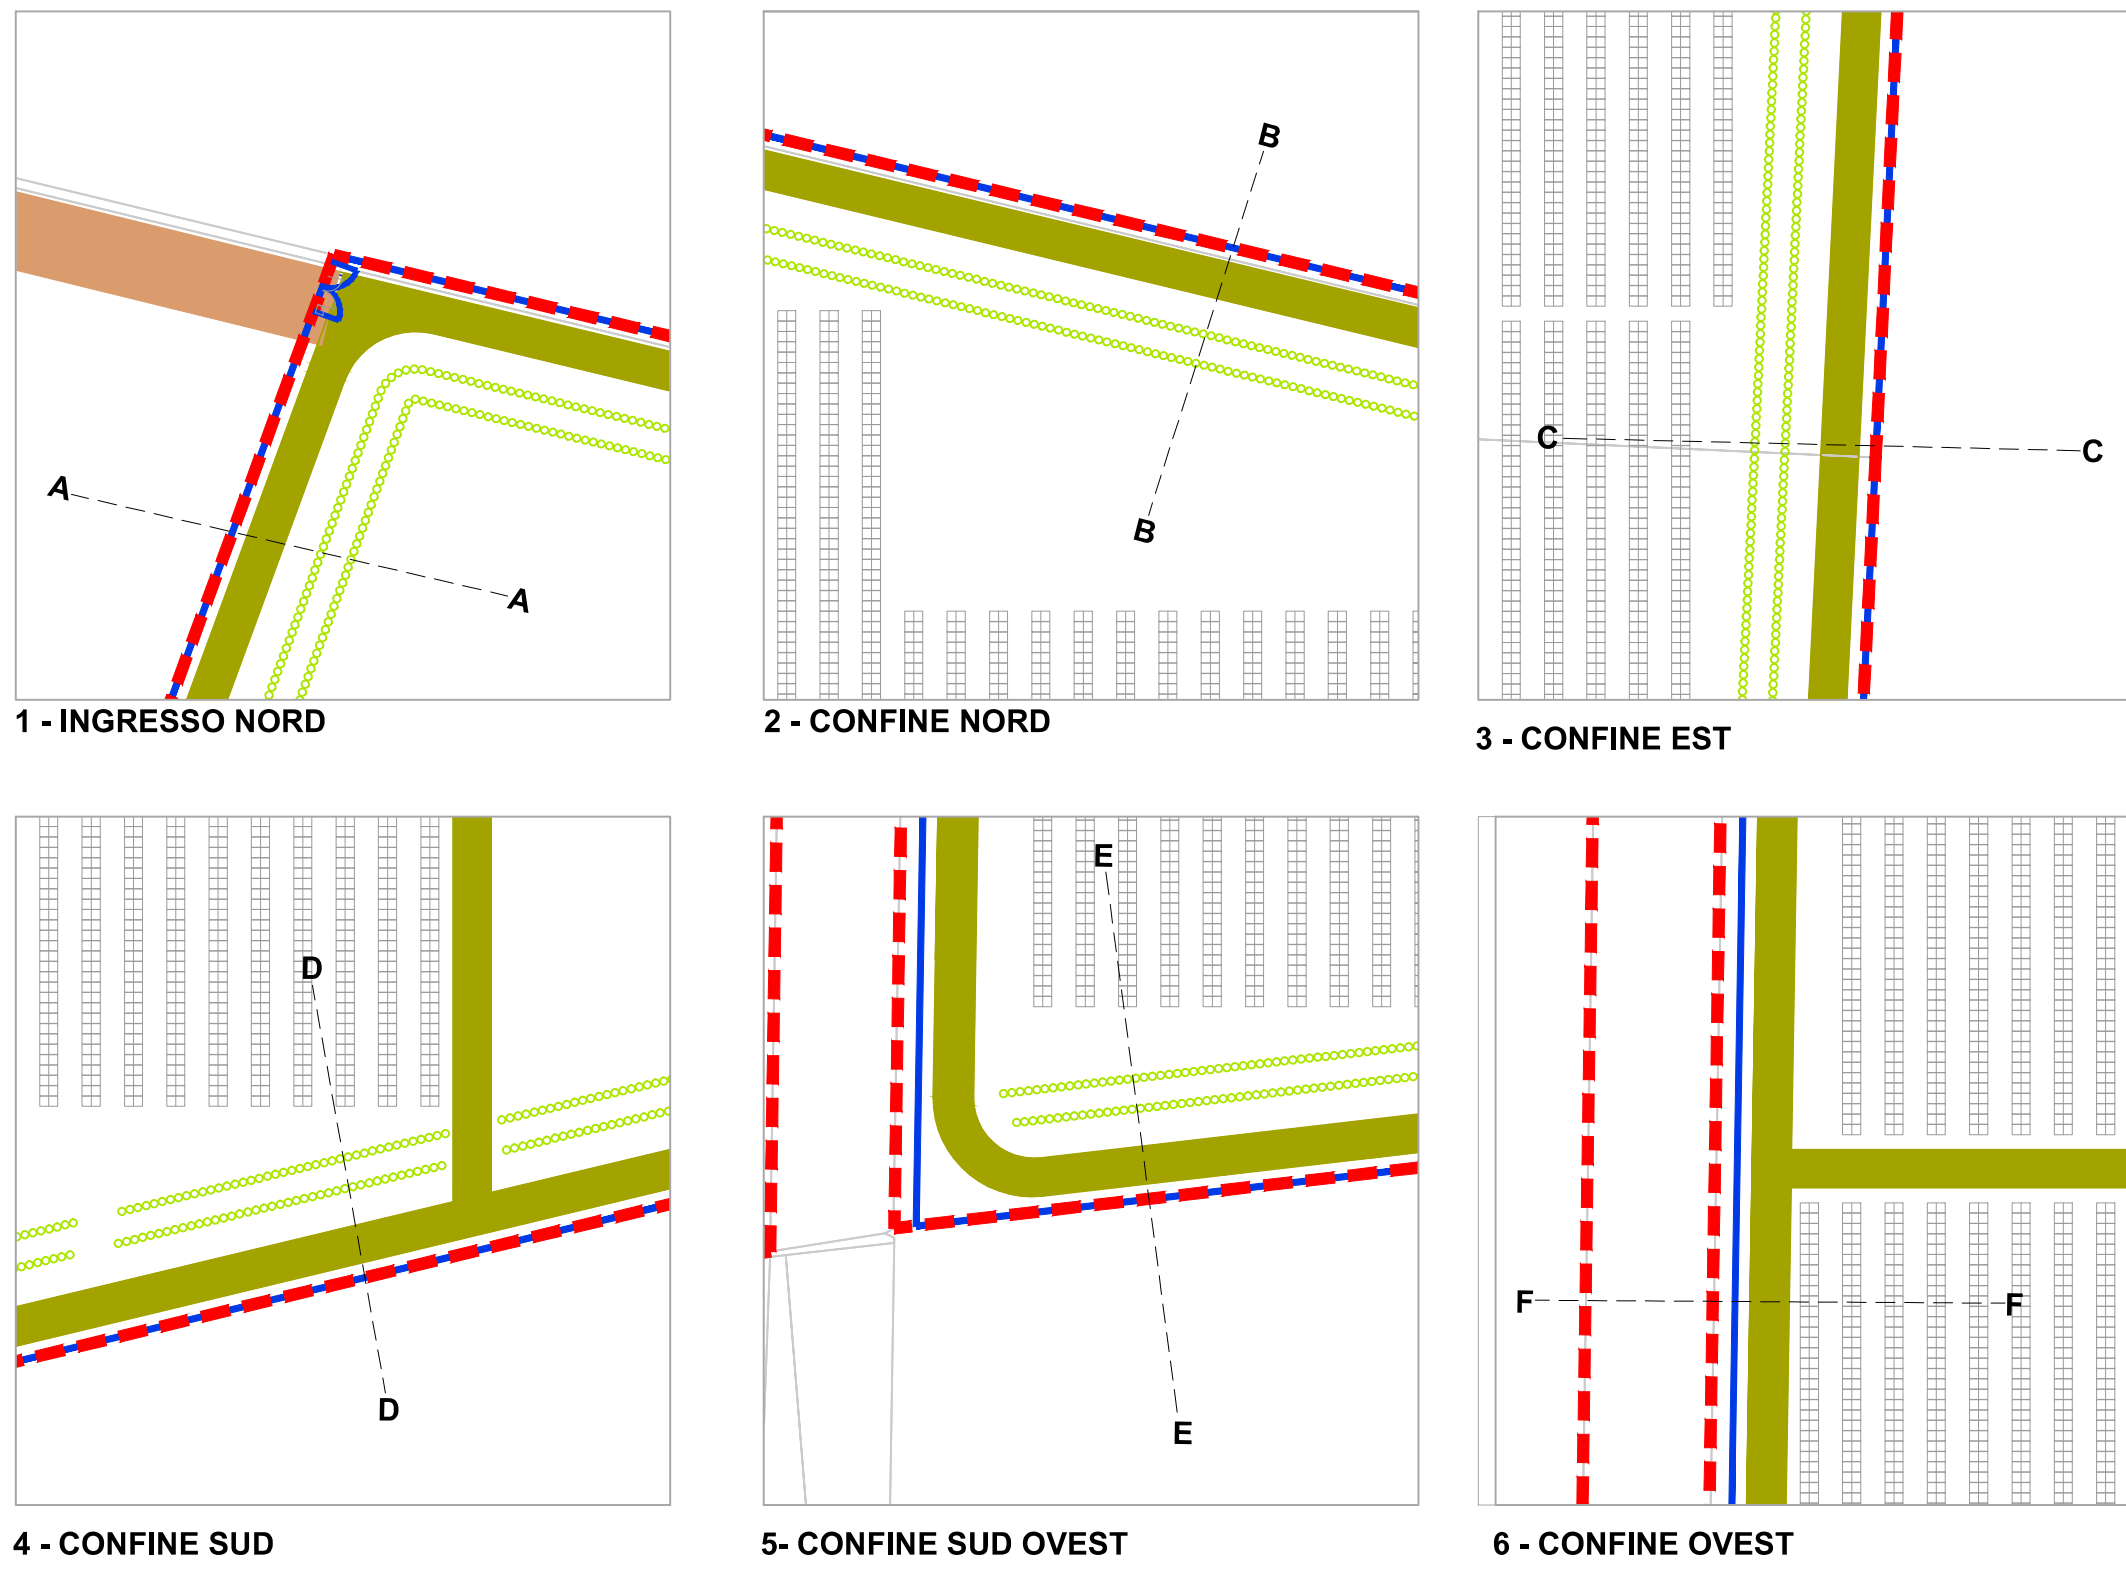 A
A
1 - INGRESSO NORD
B
B
2 - CONFINE NORD
C
C
3 - CONFINE EST
D
D
4 - CONFINE SUD
E
E
5- CONFINE SUD OVEST
F
F
6 - CONFINE OVEST